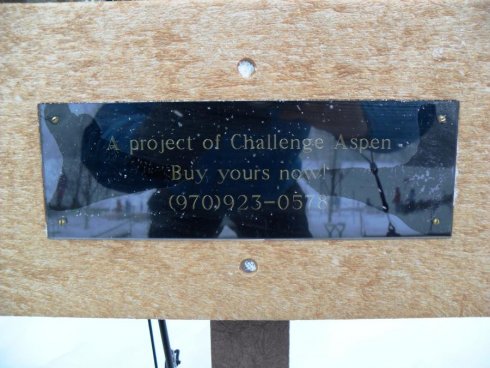 A project of Challenge Aspen
Buy yours now!
(970)923-0578